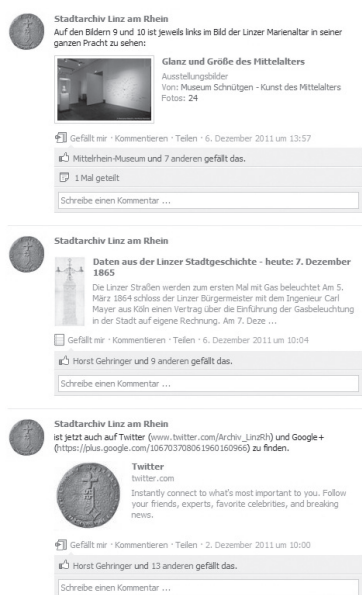 Stadtarchiv Linz am Rhein
Auf den Bildern 9 und 10 ist jeweils links im Bild der Linzer Marienaltar in seiner
ganzen Pracht zu sehen:
Glanz und Größe des Mittelalters
Ausstellungsbilder
Von: Museum Schnütgen - Kunst des Mittelalters
Fotos: 24
Gefällt mir · Kommentieren · Teilen · 6. Dezember 2011 um 13:57
Mittelrhein-Museum und 7 anderen gefällt das.
1 Mal geteilt
Schreibe einen Kommentar ...
Stadtarchiv Linz am Rhein
Daten aus der Linzer Stadtgeschichte - heute: 7. Dezember
1865
Die Linzer Straßen werden zum ersten Mal mit Gas beleuchtet Am 5.
März 1864 schloss der Linzer Bürgermeister mit dem Ingenieur Carl
Mayer aus Köln einen Vertrag über die Einführung der Gasbeleuchtung
in der Stadt auf eigene Rechnung. Am 7. Deze ...
Gefällt mir · Kommentieren · Teilen · 6. Dezember 2011 um 10:04
Horst Gehringer und 9 anderen gefällt das.
Schreibe einen Kommentar ...
Stadtarchiv Linz am Rhein
ist jetzt auch auf Twitter (www.twitter.com/Archiv_LinzRh) und Google+
(https://plus.google.com/106703708061960160966) zu finden.
Twitter
twitter.com
Instantly connect to what's most important to you. Follow
your friends, experts, favorite celebrities, and breaking
news.
Gefällt mir · Kommentieren · Teilen · 2. Dezember 2011 um 10:00
Horst Gehringer und 13 anderen gefällt das.
Schreibe einen Kommentar ...